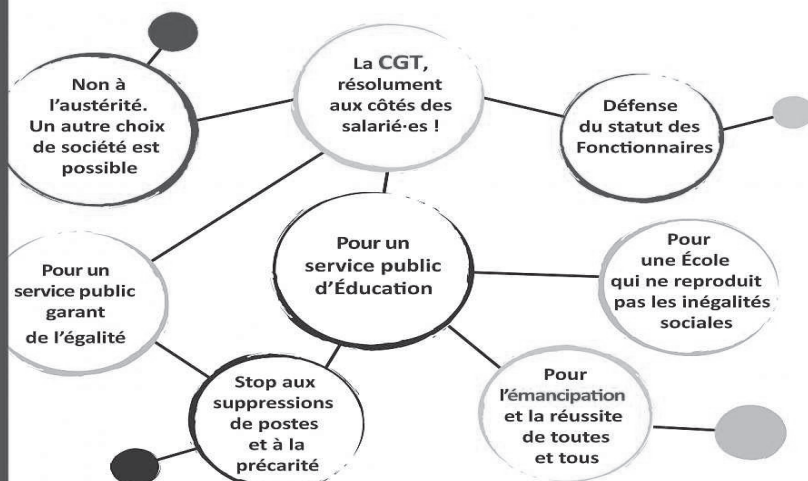 La CGT,
résolument
aux côtés des
salarié·es !
Non à
l'austérité.
Un autre choix
de société est
possible
Défense
du statut des
Fonctionnaires
Pour un
service public
d'Éducation
Pour un
service public
garant
de l'égalité
Pour
une École
qui ne reproduit
pas les inégalités
sociales
Stop aux
suppressions
de postes
et à la
précarité
Pour
l'émancipation
et la réussite
de toutes
et tous